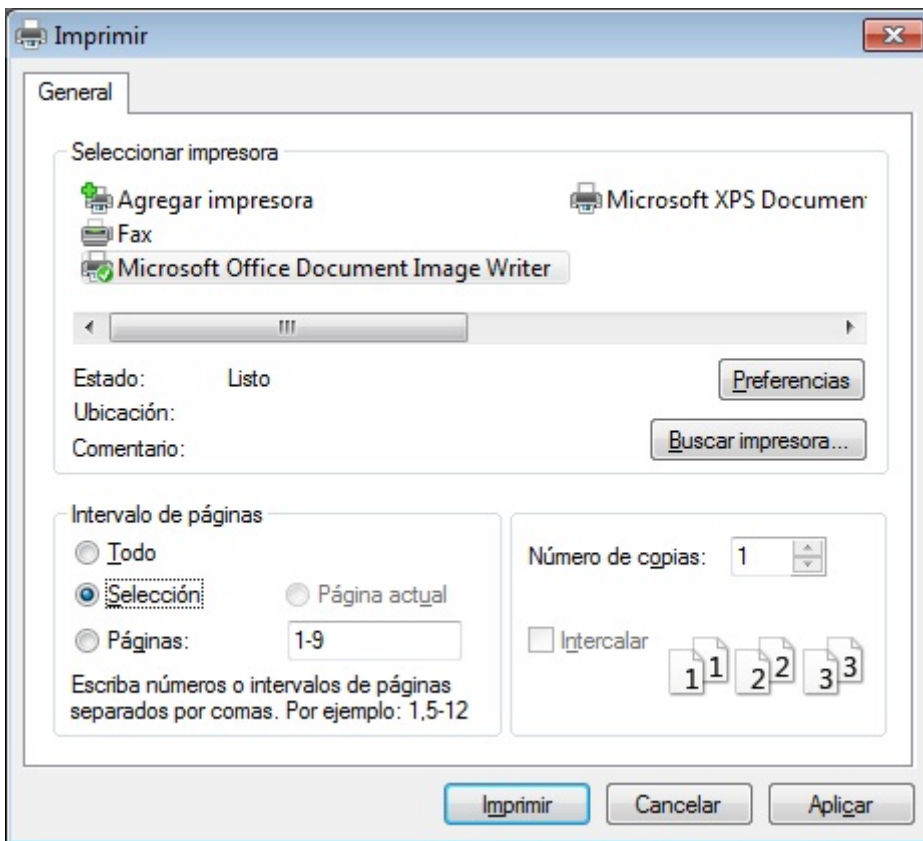 Imprimir
General
Seleccionar impresora
Agregar impresora
Microsoft XPS Documen
Fax
Microsoft Office Document Image Writer
Estado: Listo
Preferencias
Ubicación:
Comentario:
Buscar impresora...
Intervalo de páginas
Todo
Selección
Página actual
Páginas: 1-9
Escriba números o intervalos de páginas
separados por comas. Por ejemplo: 1,5-12
Número de copias: 1
Intercalar
1 1 2 2 3 3
Imprimir Cancelar Aplicar